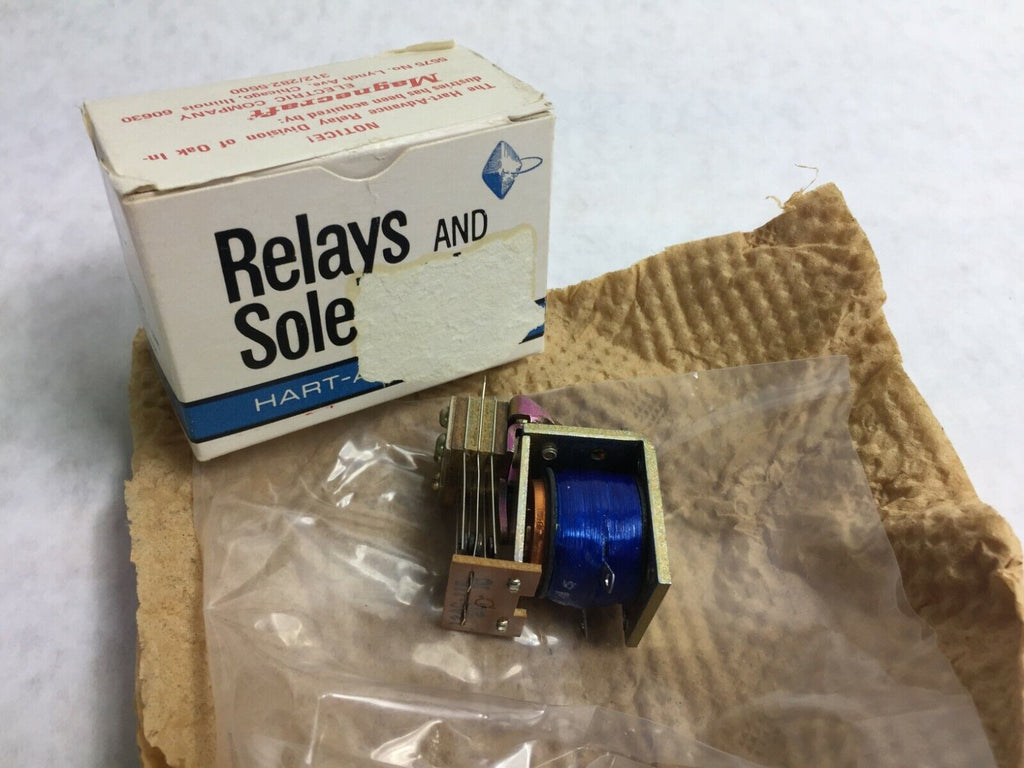 NOTICE!
The Hart-Advance Relay Division of Oak In-
dustries has been acquired by:
Magnecraft ELECTRIC COMPANY
5575 No. Lynch Ave. Chicago, Illinois 60630
312/282-5500
Relays AND
Sole
HART-A